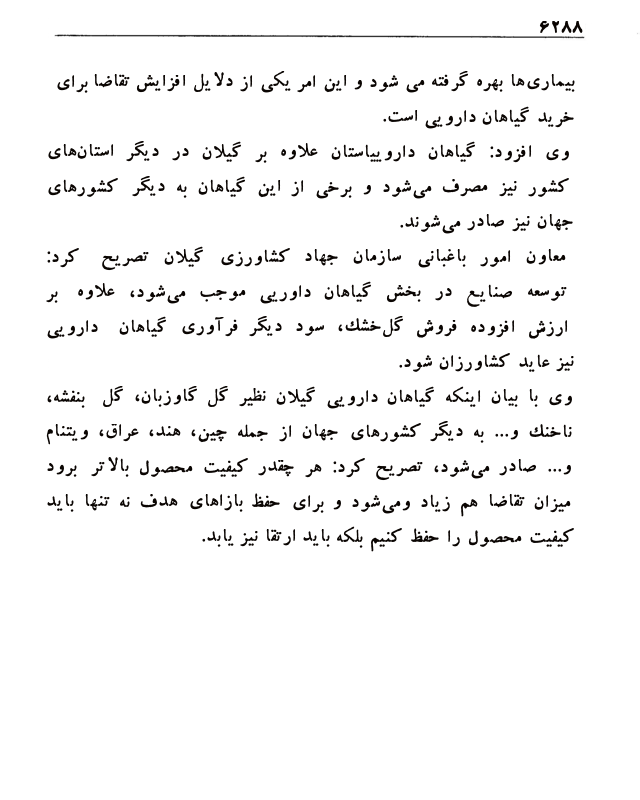 ۶۲۸۸
بیماری‌ها بهره گرفته می شود و این امر یکی از دلایل افزایش تقاضا برای
خرید گیاهان دارویی است.
وی افزود: گیاهان داروییاستان علاوه بر گیلان در دیگر استان‌های
کشور نیز مصرف می‌شود و برخی از این گیاهان به دیگر کشورهای
جهان نیز صادر می‌شوند.
معاون امور باغبانی سازمان جهاد کشاورزی گیلان تصریح کرد:
توسعه صنایع در بخش گیاهان داوریی موجب می‌شود، علاوه بر
ارزش افزوده فروش گل‌خشك، سود دیگر فرآوری گیاهان دارویی
نیز عاید کشاورزان شود.
وی با بیان اینکه گیاهان دارویی گیلان نظیر گل گاوزبان، گل بنفشه،
ناخنك و... به دیگر کشورهای جهان از جمله چین، هند، عراق، ویتنام
و... صادر می‌شود، تصریح کرد: هر چقدر کیفیت محصول بالاتر برود
میزان تقاضا هم زیاد ومی‌شود و برای حفظ بازاهای هدف نه تنها باید
کیفیت محصول را حفظ کنیم بلکه باید ارتقا نیز یابد.